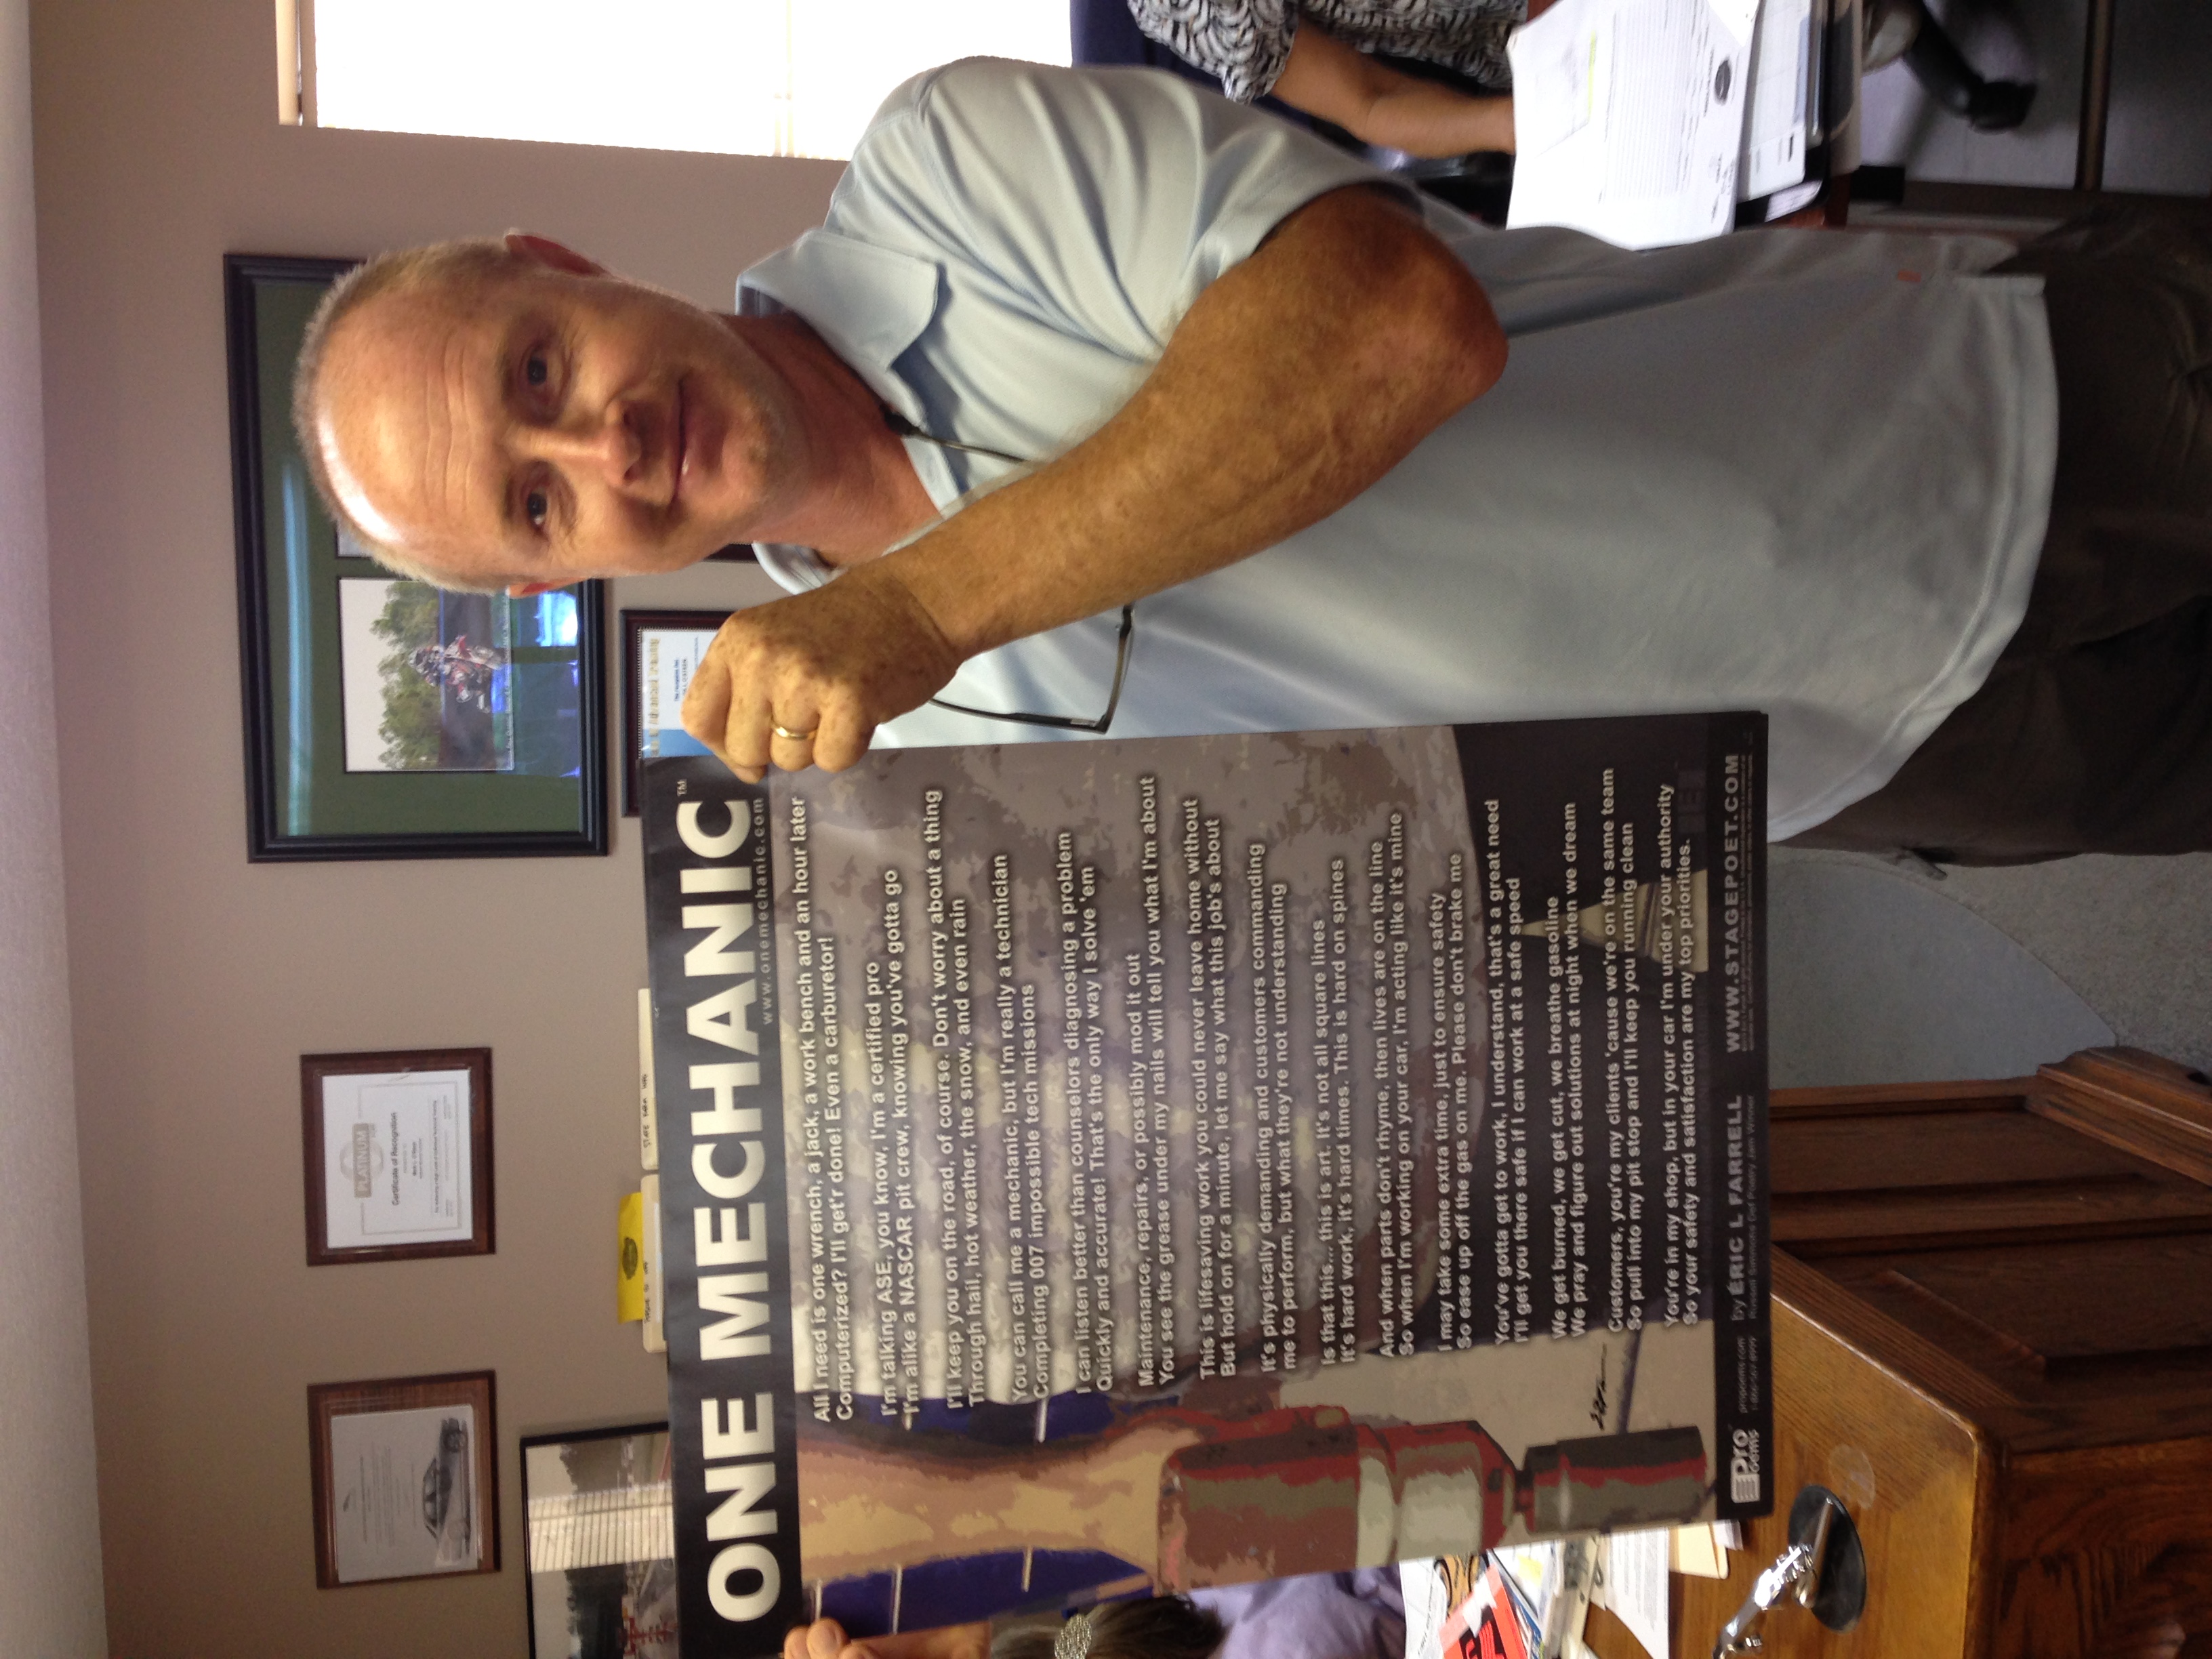 ONE MECHANIC™
www.onemechanic.com
All I need is one wrench, a jack, a work bench and an hour later
Computerized? I'll get'r done! Even a carburetor!
I'm talking ASE, you know, I'm a certified pro
I'm alike a NASCAR pit crew, knowing you've gotta go
I'll keep you on the road, of course. Don't worry about a thing
Through hail, hot weather, the snow, and even rain
You can call me a mechanic, but I'm really a technician
Completing 007 impossible tech missions
I can listen better than counselors diagnosing a problem
Quickly and accurate! That's the only way I solve 'em
Maintenance, repairs, or possibly mod it out
You see the grease under my nails will tell you what I'm about
This is lifesaving work you could never leave home without
But hold on for a minute, let me say what this job's about
It's physically demanding and customers commanding
me to perform, but what they're not understanding
Is that this... this is art. It's not all square lines
It's hard work, it's hard times. This is hard on spines
And when parts don't rhyme, then lives are on the line
So when I'm working on your car, I'm acting like it's mine
I may take some extra time, just to ensure safety
So ease up off the gas on me. Please don't brake me
You've gotta get to work, I understand, that's a great need
I'll get you there safe if I can work at a safe speed
We get burned, we get cut, we breathe gasoline
We pray and figure out solutions at night when we dream
Customers, you're my clients 'cause we're on the same team
So pull into my pit stop and I'll keep you running clean
You're in my shop, but in your car I'm under your authority
So your safety and satisfaction are my top priorities.
Pro Gems
progems.com
by ERIC L FARRELL
Russell Simmons Def Poetry Jam Winner
WWW.STAGEPOET.COM
PLATINUM
Certificate of Recognition